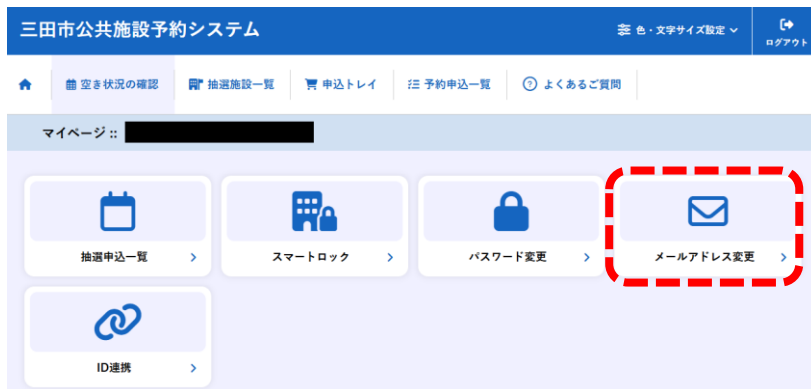 三田市公共施設予約システム
色・文字サイズ設定
ログアウト
空き状況の確認
抽選施設一覧
申込トレイ
予約申込一覧
よくあるご質問
マイページ ::
抽選申込一覧
スマートロック
パスワード変更
メールアドレス変更
ID連携